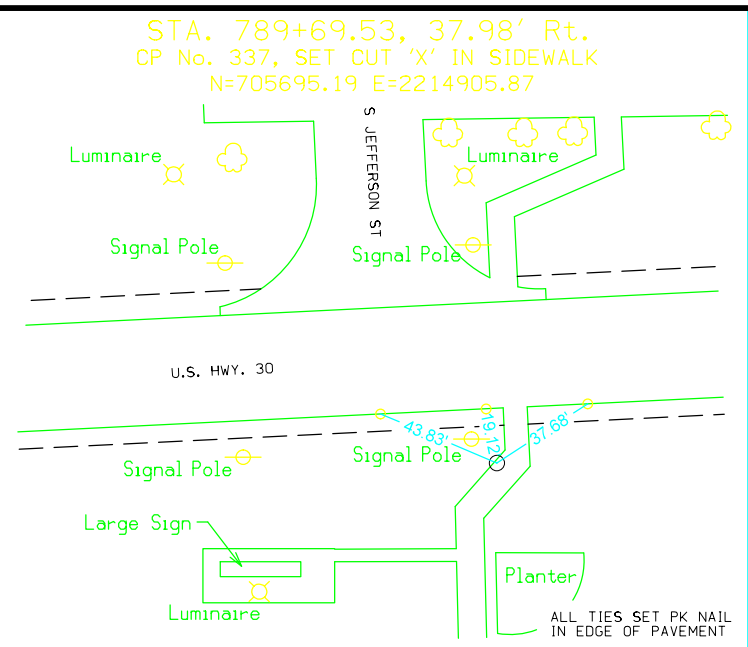 STA. 789+69.53, 37.98' Rt.
CP No. 337, SET CUT 'X' IN SIDEWALK
N=705695.19 E=2214905.87
S JEFFERSON ST
Luminaire
Luminaire
Signal Pole
Signal Pole
U.S. HWY. 30
43.83'
19.12'
37.68'
Signal Pole
Signal Pole
Large Sign
Planter
Luminaire
ALL TIES SET PK NAIL
IN EDGE OF PAVEMENT